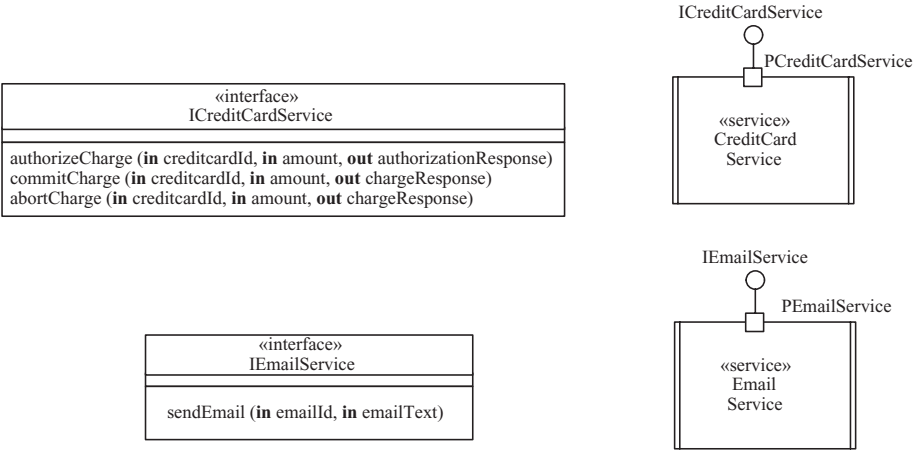 ICreditCardService
PCreditCardService
«interface»
ICreditCardService
authorizeCharge (in creditcardId, in amount, out authorizationResponse)
commitCharge (in creditcardId, in amount, out chargeResponse)
abortCharge (in creditcardId, in amount, out chargeResponse)
«service»
CreditCard
Service
IEmailService
PEmailService
«interface»
IEmailService
sendEmail (in emailId, in emailText)
«service»
Email
Service